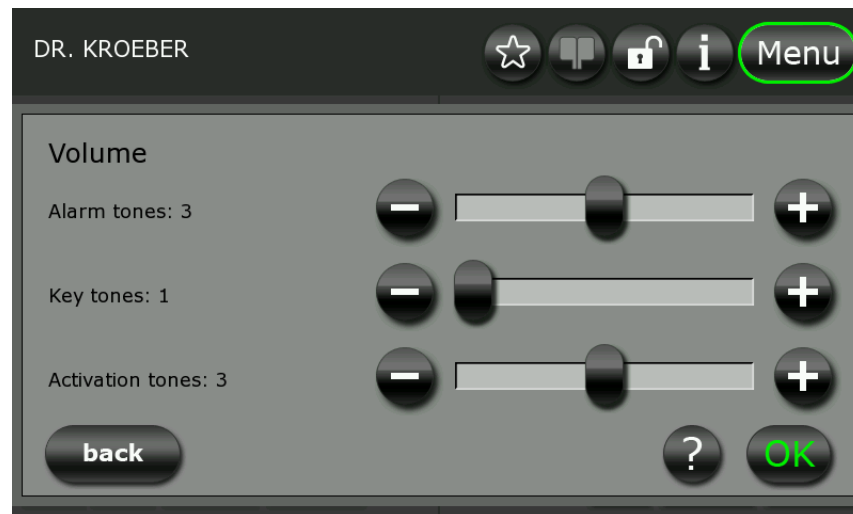 DR. KROEBER
i
Menu
Volume
Alarm tones: 3
Key tones: 1
Activation tones: 3
back
?
OK